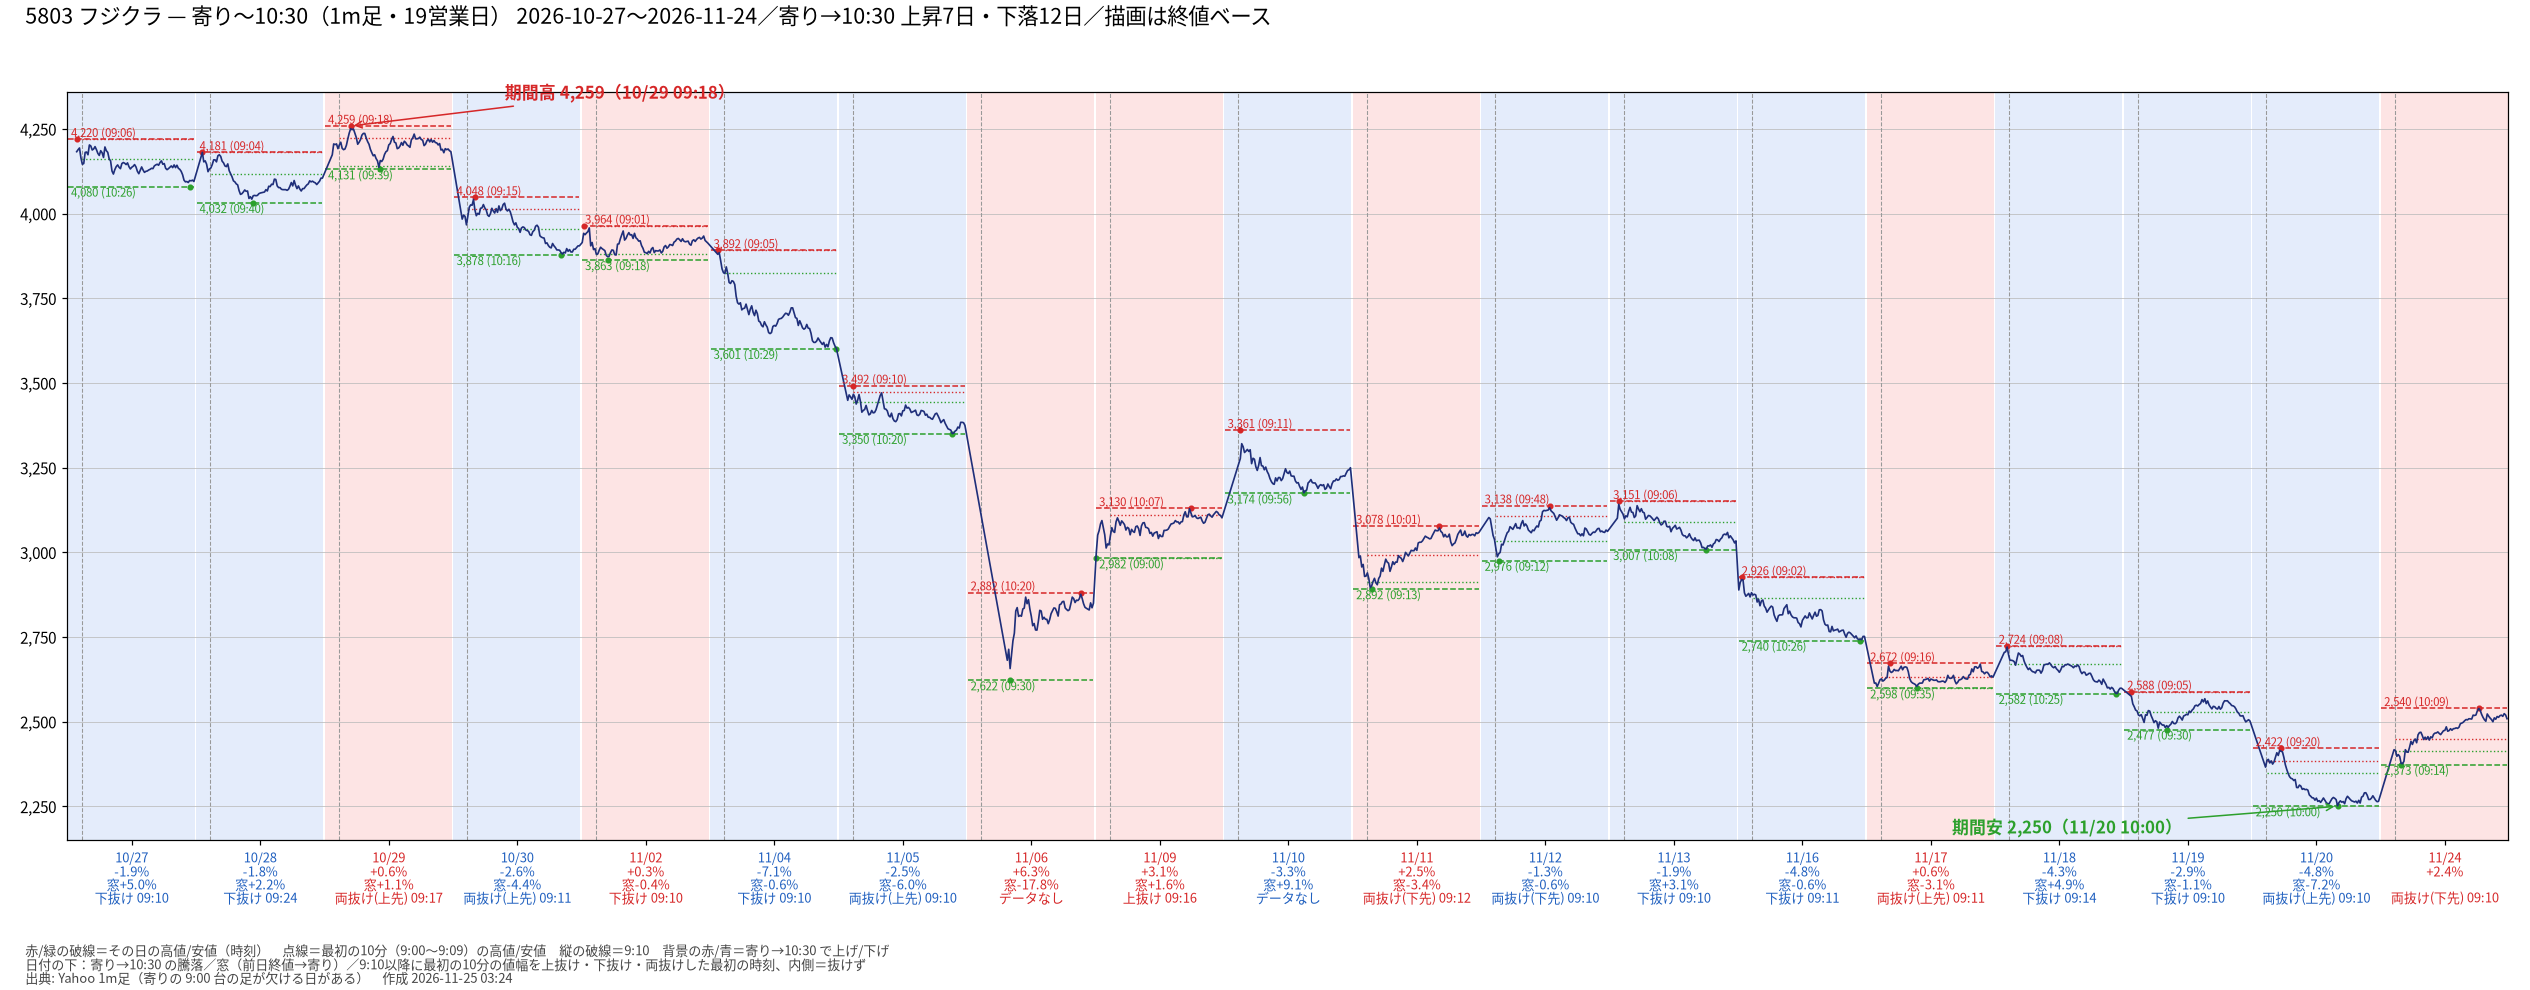 5803 フジクラ — 寄り〜10:30（1m足・19営業日） 2026-10-27〜2026-11-24／寄り→10:30 上昇7日・下落12日／描画は終値ベース
期間高 4,259（10/29 09:18）
4,250
4,000
3,750
3,500
3,250
3,000
2,750
2,500
2,250
4,220 (09:06)
4,080 (10:26)
4,181 (09:04)
4,032 (09:40)
4,259 (09:18)
4,131 (09:39)
4,048 (09:15)
3,878 (10:16)
3,964 (09:01)
3,863 (09:18)
3,892 (09:05)
3,601 (10:29)
3,492 (09:10)
3,350 (10:20)
2,882 (10:20)
2,622 (09:30)
3,130 (10:07)
2,982 (09:00)
3,361 (09:11)
3,174 (09:56)
3,078 (10:01)
2,892 (09:13)
3,138 (09:48)
2,976 (09:12)
3,151 (09:06)
3,007 (10:08)
2,926 (09:02)
2,740 (10:26)
2,672 (09:16)
2,598 (09:35)
2,724 (09:08)
2,582 (10:25)
2,588 (09:05)
2,477 (09:30)
2,422 (09:20)
2,250 (10:00)
2,540 (10:09)
2,373 (09:14)
期間安 2,250（11/20 10:00）
10/27
-1.9%
窓+5.0%
下抜け 09:10
10/28
-1.8%
窓+2.2%
下抜け 09:24
10/29
+0.6%
窓+1.1%
両抜け(上先) 09:17
10/30
-2.6%
窓-4.4%
両抜け(上先) 09:11
11/02
+0.3%
窓-0.4%
下抜け 09:10
11/04
-7.1%
窓-0.6%
下抜け 09:10
11/05
-2.5%
窓-6.0%
両抜け(上先) 09:10
11/06
+6.3%
窓-17.8%
データなし
11/09
+3.1%
窓+1.6%
上抜け 09:16
11/10
-3.3%
窓+9.1%
データなし
11/11
+2.5%
窓-3.4%
両抜け(下先) 09:12
11/12
-1.3%
窓-0.6%
両抜け(下先) 09:10
11/13
-1.9%
窓+3.1%
下抜け 09:10
11/16
-4.8%
窓-0.6%
下抜け 09:11
11/17
+0.6%
窓-3.1%
両抜け(上先) 09:11
11/18
-4.3%
窓+4.9%
下抜け 09:14
11/19
-2.9%
窓-1.1%
下抜け 09:10
11/20
-4.8%
窓-7.2%
両抜け(上先) 09:10
11/24
+2.4%
両抜け(下先) 09:10
赤/緑の破線＝その日の高値/安値（時刻） 点線＝最初の10分（9:00〜9:09）の高値/安値 縦の破線＝9:10 背景の赤/青＝寄り→10:30 で上げ/下げ
日付の下：寄り→10:30 の騰落／窓（前日終値→寄り）／9:10以降に最初の10分の値幅を上抜け・下抜け・両抜けした最初の時刻、内側＝抜けず
出典: Yahoo 1m足（寄りの 9:00 台の足が欠ける日がある） 作成 2026-11-25 03:24